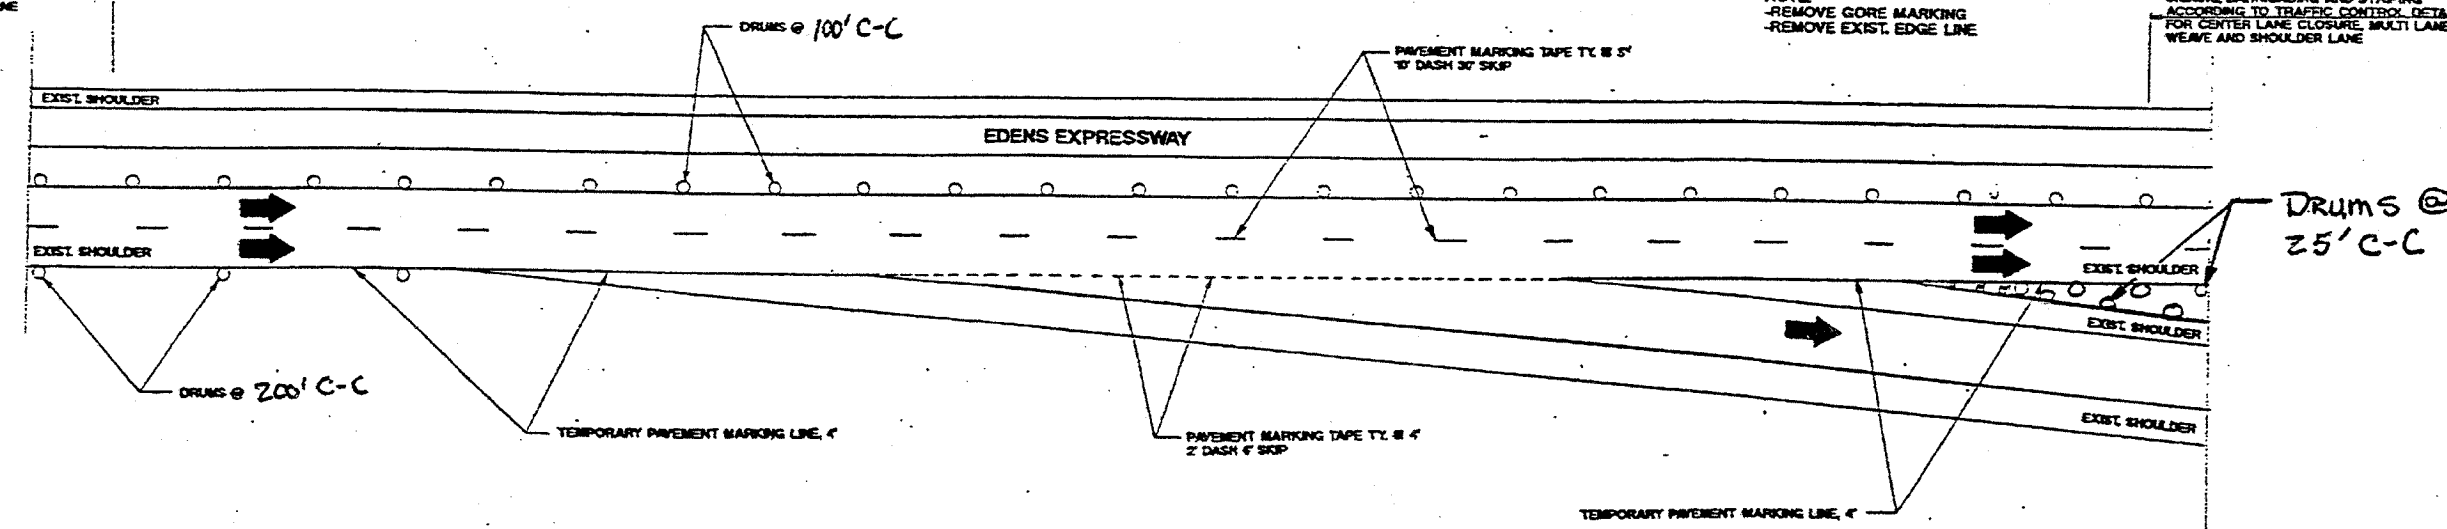 DRUMS @ 100' C-C
-REMOVE GORE MARKING
-REMOVE EXIST. EDGE LINE
ACCORDING TO TRAFFIC CONTROL
FOR CENTER LANE CLOSURE, MULTI LANE
WEAVE AND SHOULDER LANE
PAVEMENT MARKING TAPE TY. III 5"
10' DASH 30' SKIP
EXIST. SHOULDER
EDENS EXPRESSWAY
DRUMS @
25' C-C
EXIST. SHOULDER
EXIST. SHOULDER
EXIST. SHOULDER
DRUMS @ 200' C-C
EXIST. SHOULDER
TEMPORARY PAVEMENT MARKING LINE, 4"
PAVEMENT MARKING TAPE TY. III 4"
2' DASH 6' SKIP
TEMPORARY PAVEMENT MARKING LINE, 4"